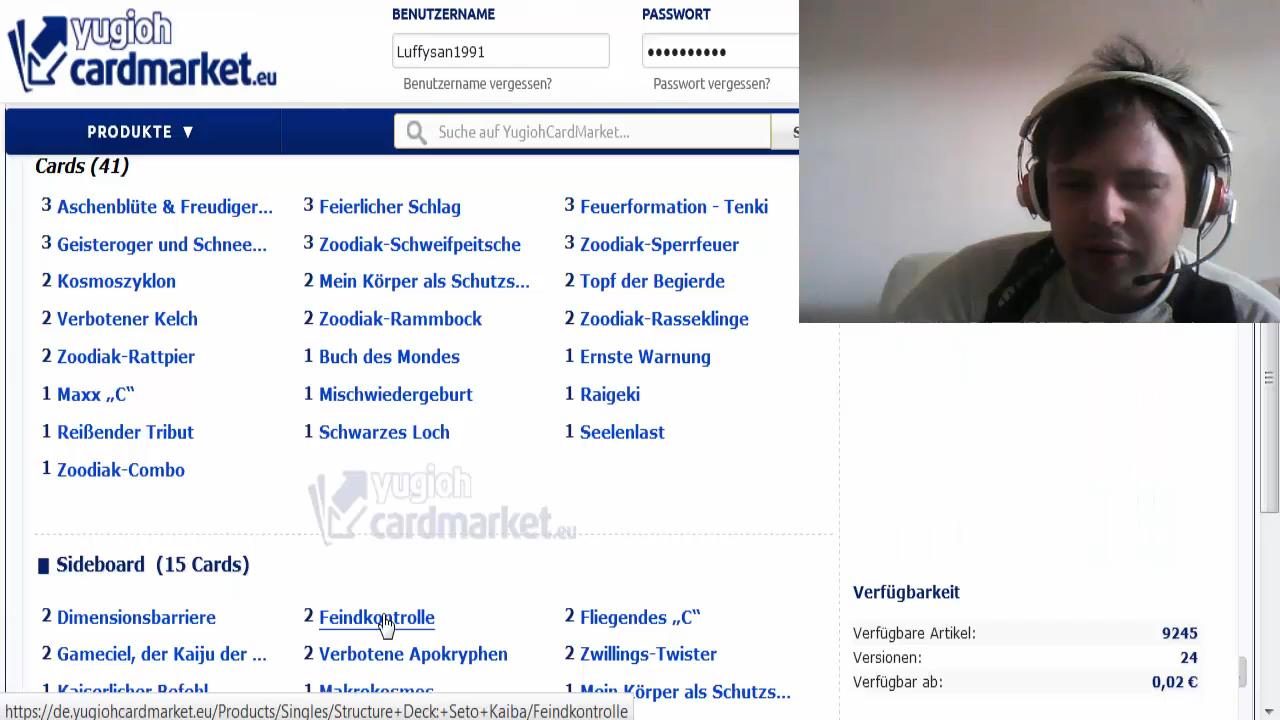 yugioh
cardmarket.eu
BENUTZERNAME
PASSWORT
Luffysan1991
••••••••••
Benutzername vergessen?
Passwort vergessen?
PRODUKTE ▼
Suche auf YugiohCardMarket...
S
Cards (41)
3 Aschenblüte & Freudiger...
3 Feierlicher Schlag
3 Feuerformation - Tenki
3 Geisteroger und Schnee...
3 Zoodiak-Schweifpeitsche
3 Zoodiak-Sperrfeuer
2 Kosmoszyklon
2 Mein Körper als Schutzs...
2 Topf der Begierde
2 Verbotener Kelch
2 Zoodiak-Rammbock
2 Zoodiak-Rasseklinge
2 Zoodiak-Rattpier
1 Buch des Mondes
1 Ernste Warnung
1 Maxx „C“
1 Mischwiedergeburt
1 Raigeki
1 Reißender Tribut
1 Schwarzes Loch
1 Seelenlast
1 Zoodiak-Combo
yugioh
cardmarket.eu
Sideboard (15 Cards)
2 Dimensionsbarriere
2 Feindkontrolle
2 Fliegendes „C“
2 Gameciel, der Kaiju der ...
2 Verbotene Apokryphen
2 Zwillings-Twister
1 Kaiserlicher Befehl
1 Makrokosmos
1 Mein Körper als Schutzs...
Verfügbarkeit
Verfügbare Artikel: 9245
Versionen: 24
Verfügbar ab: 0,02 €
https://de.yugiohcardmarket.eu/Products/Singles/Structure+Deck:+Seto+Kaiba/Feindkontrolle